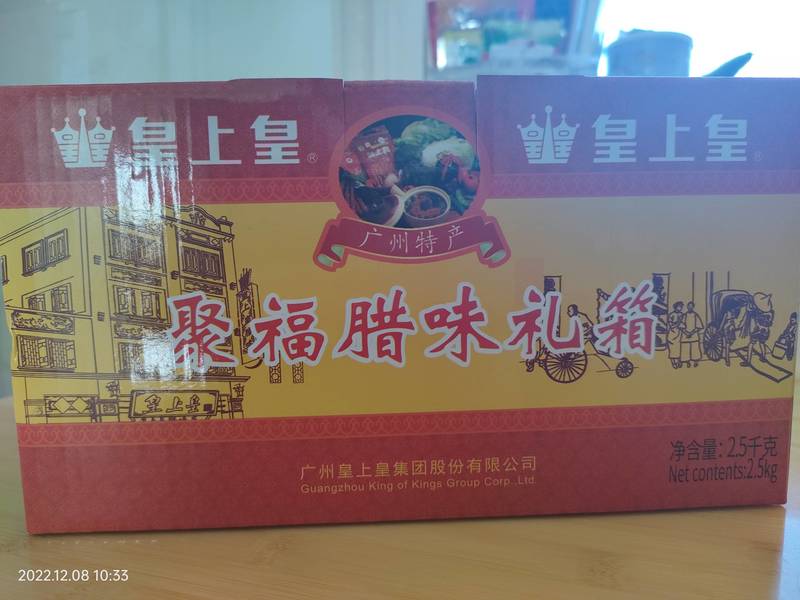 皇上皇®
皇上皇®
广州特产
聚福腊味礼箱
皇上皇
广州皇上皇集团股份有限公司
Guangzhou King of Kings Group Corp.,Ltd.
净含量：2.5千克
Net contents:2.5kg
2022.12.08 10:33